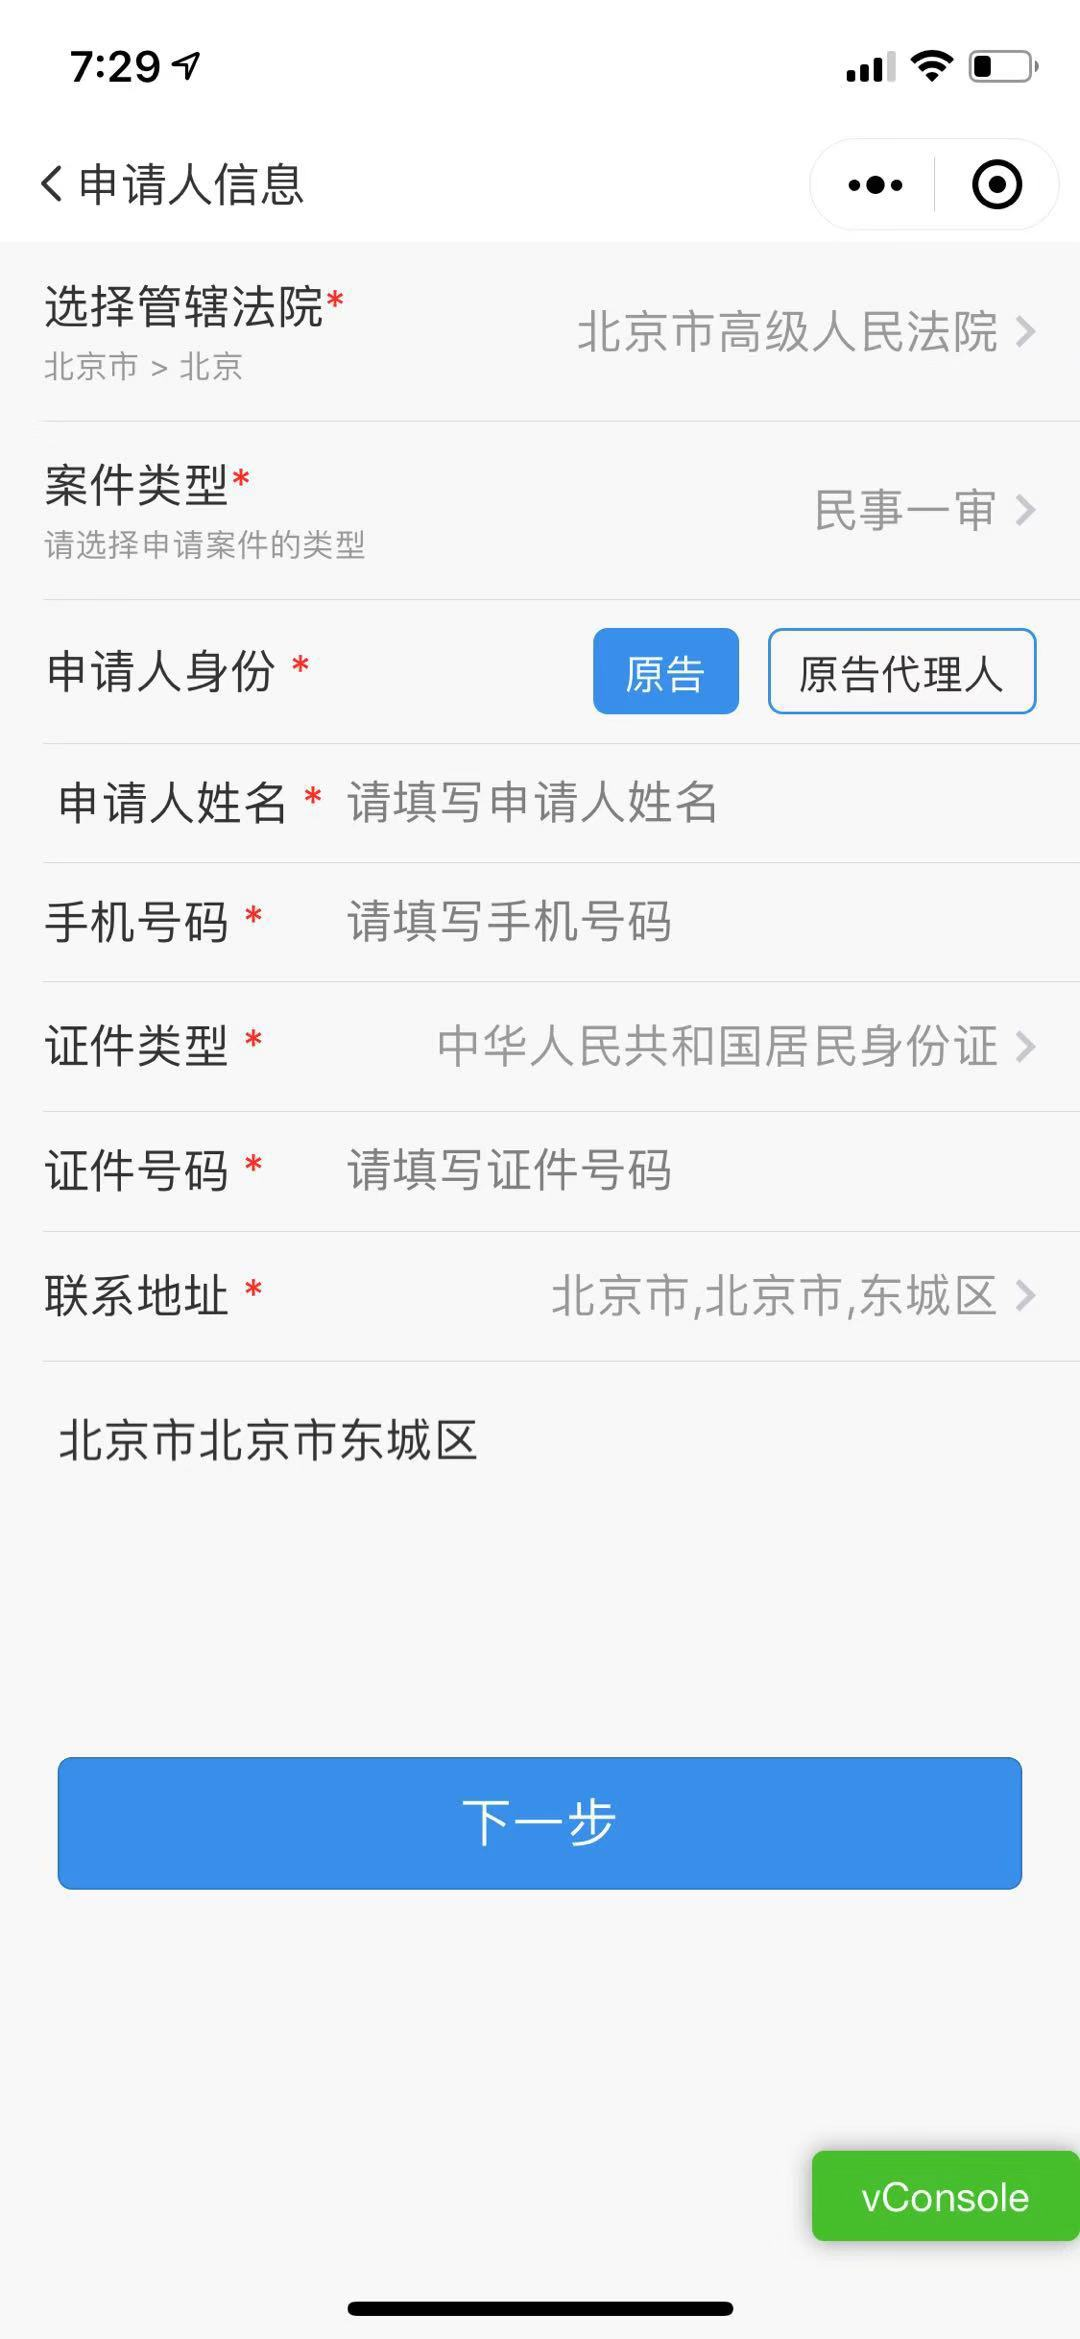 7:29
申请人信息
选择管辖法院*
北京市 > 北京
北京市高级人民法院
案件类型*
请选择申请案件的类型
民事一审
申请人身份 *
原告
原告代理人
申请人姓名 * 请填写申请人姓名
手机号码 * 请填写手机号码
证件类型 * 中华人民共和国居民身份证
证件号码 * 请填写证件号码
联系地址 * 北京市,北京市,东城区
北京市北京市东城区
下一步
vConsole